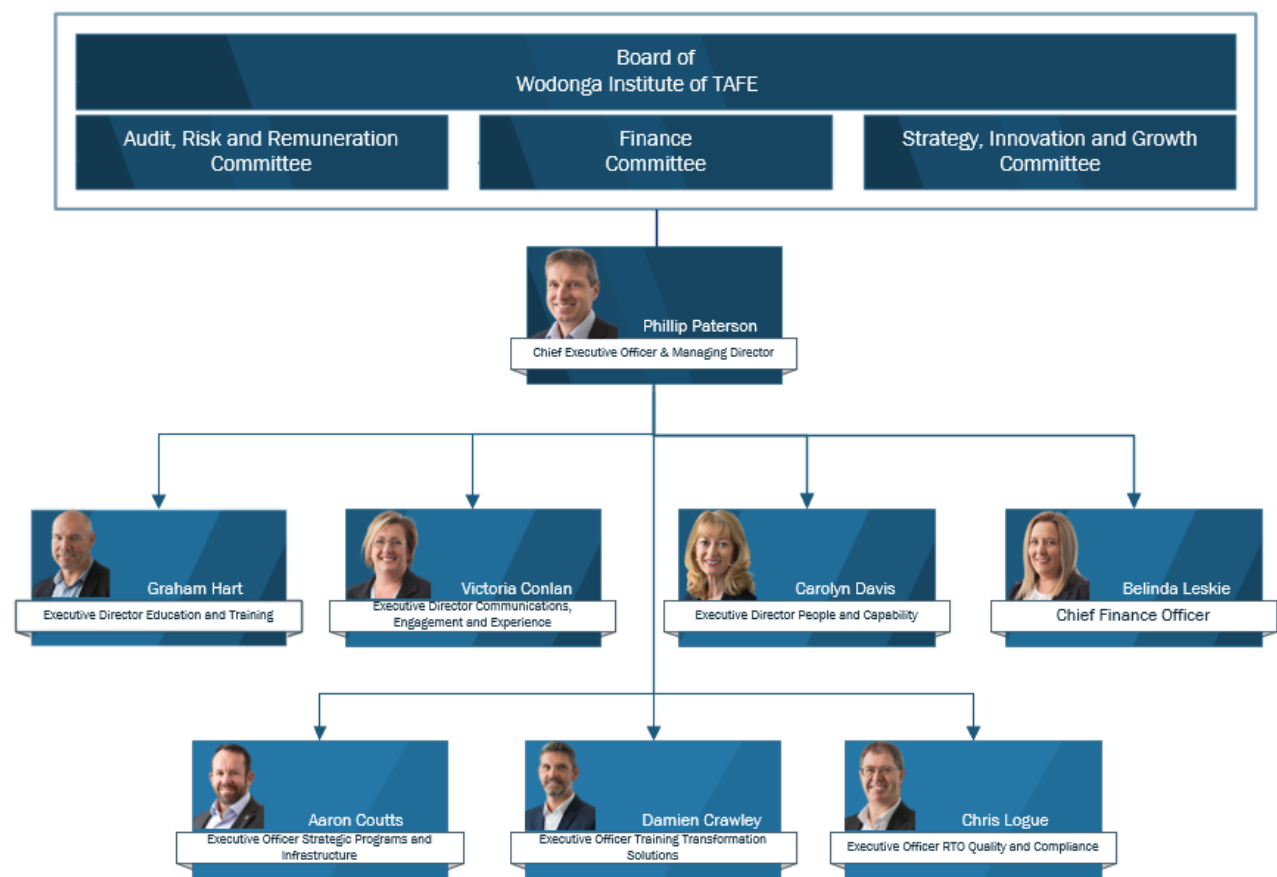 Board of
Wodonga Institute of TAFE
Audit, Risk and Remuneration
Committee
Finance
Committee
Strategy, Innovation and Growth
Committee
Phillip Paterson
Chief Executive Officer & Managing Director
Graham Hart
Executive Director Education and Training
Victoria Conlan
Executive Director Communications,
Engagement and Experience
Carolyn Davis
Executive Director People and Capability
Belinda Leskie
Chief Finance Officer
Aaron Coutts
Executive Officer Strategic Programs and
Infrastructure
Damien Crawley
Executive Officer Training Transformation
Solutions
Chris Logue
Executive Officer RTO Quality and Compliance